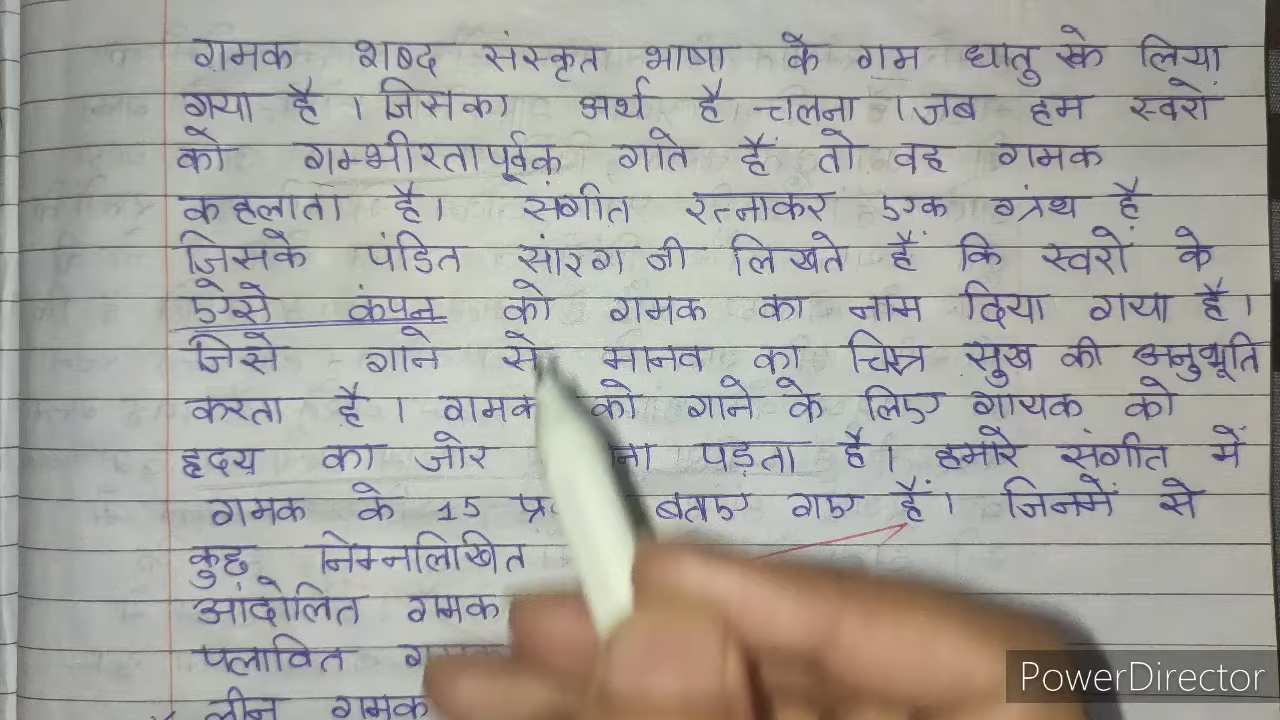 गमक शब्द संस्कृत भाषा के गम धातु के लिया
गया है । जिसका अर्थ है चलना । जब हम स्वरों
को गम्भीरतापूर्वक गाते हैं तो वह गमक
कहलाता है। संगीत रत्नाकर एक ग्रंथ है
जिसके पंडित सांरग जी लिखते हैं कि स्वरों के
ऐसे कंपन को गमक का नाम दिया गया है।
जिसे गाने से मानव का चित्त सुख की अनुभूति
करता है । गमक को गाने के लिए गायक को
हृदय का जोर पड़ता है। हमारे संगीत में
गमक के 15 बताए गए हैं। जिनमें से
कुछ निम्नलिखित
आंदोलित गमक
पलावित
लीन गमक
PowerDirector